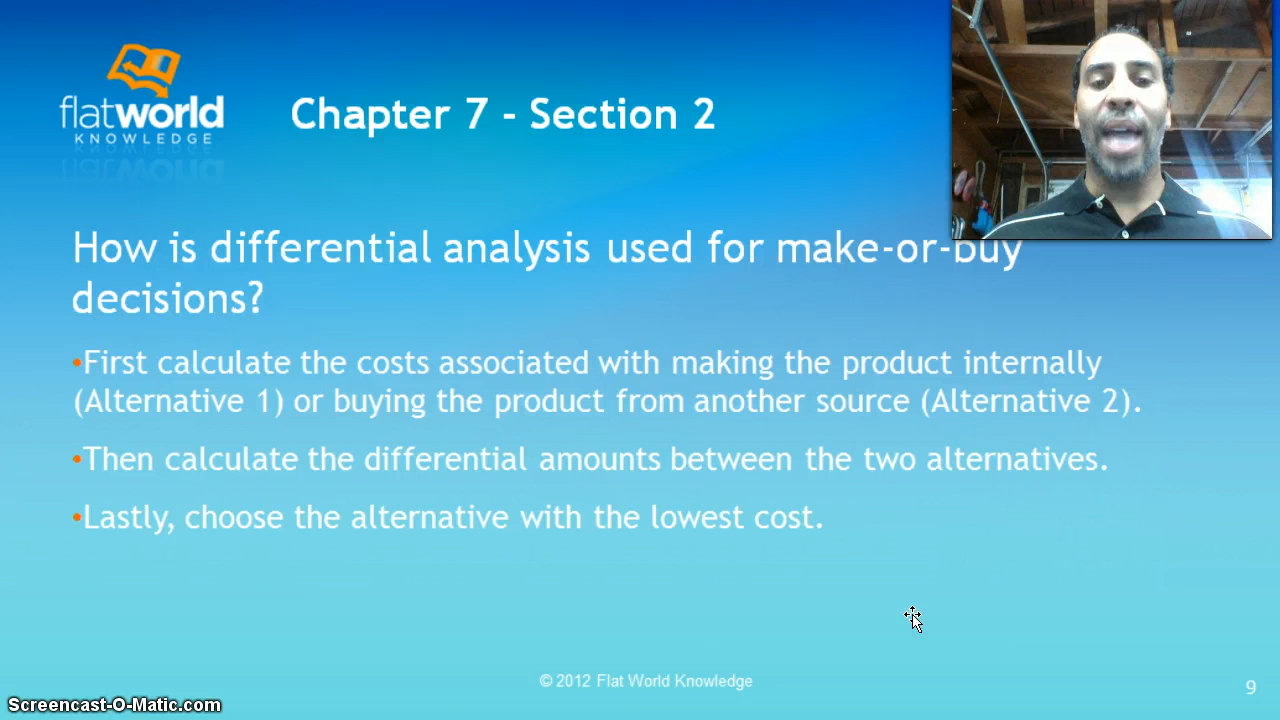 flatworld
KNOWLEDGE
Chapter 7 - Section 2
How is differential analysis used for make-or-buy
decisions?
•First calculate the costs associated with making the product internally
(Alternative 1) or buying the product from another source (Alternative 2).
•Then calculate the differential amounts between the two alternatives.
•Lastly, choose the alternative with the lowest cost.
© 2012 Flat World Knowledge
9
Screencast-O-Matic.com